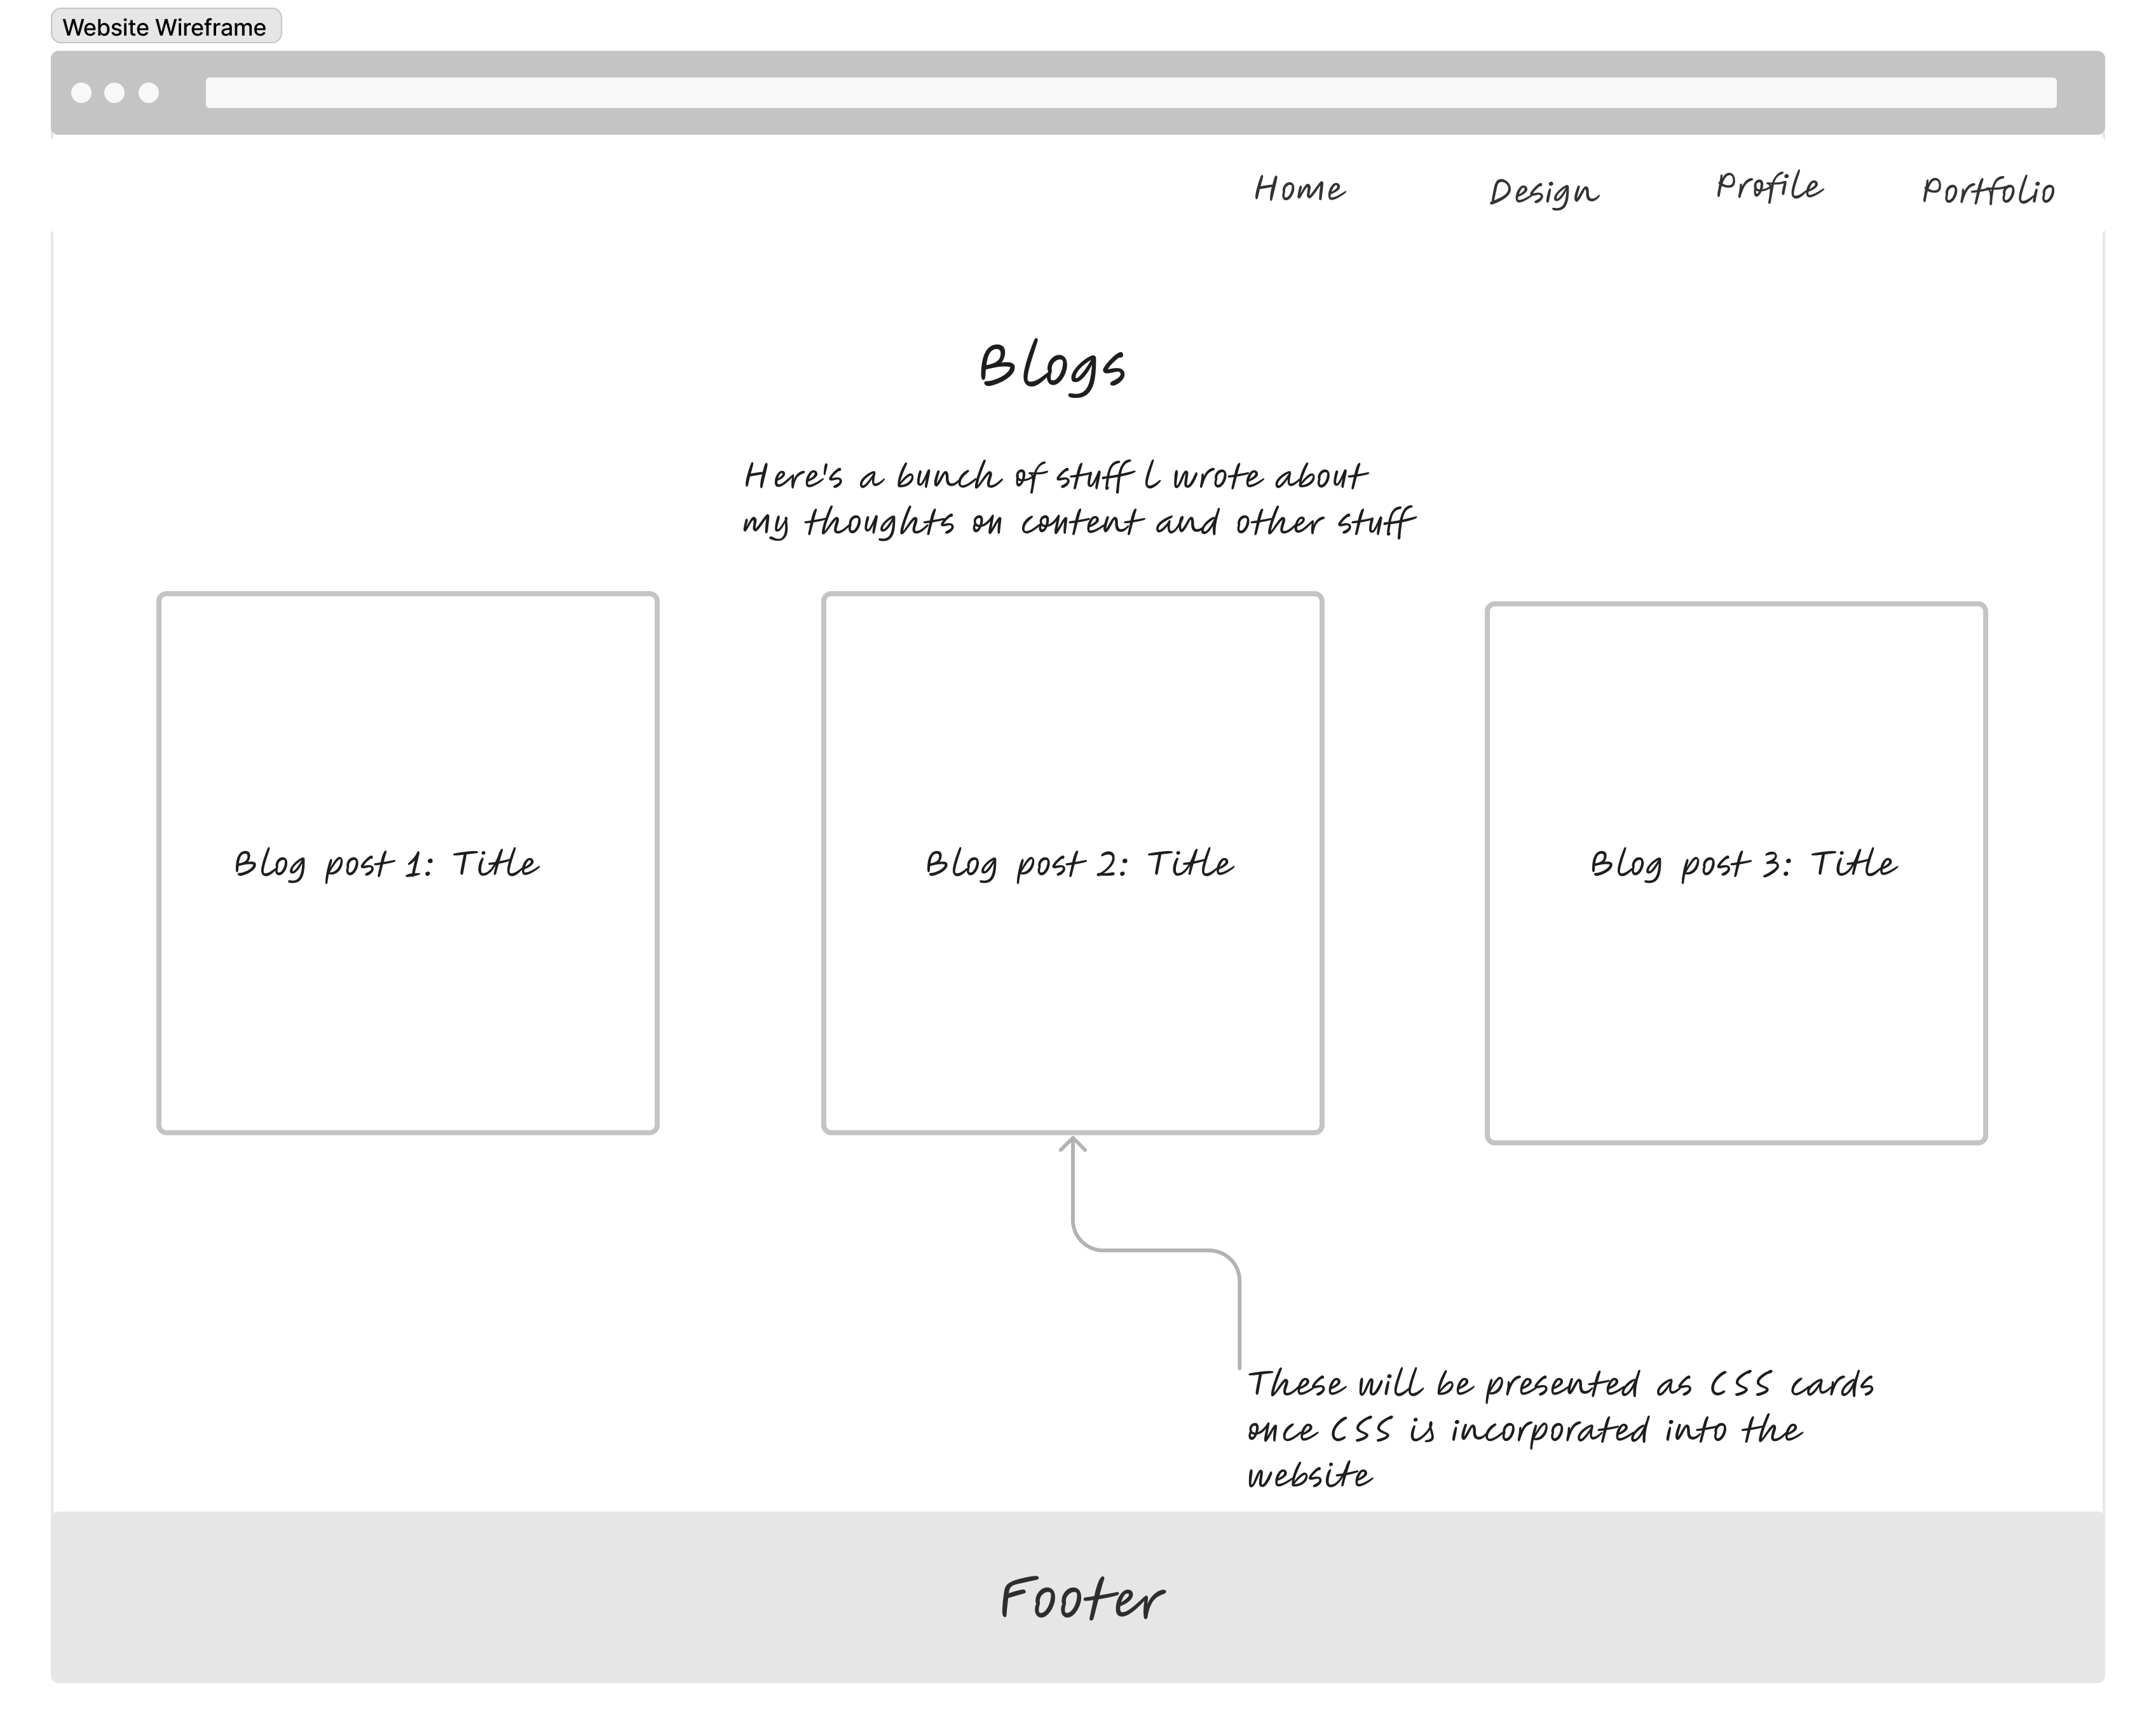 Website Wireframe
Home Design Profile Portfolio
Blogs
Here's a bunch of stuff I wrote about
my thoughts on content and other stuff
Blog post 1: Title
Blog post 2: Title
Blog post 3: Title
These will be presented as CSS cards
once CSS is incorporated into the
website
Footer